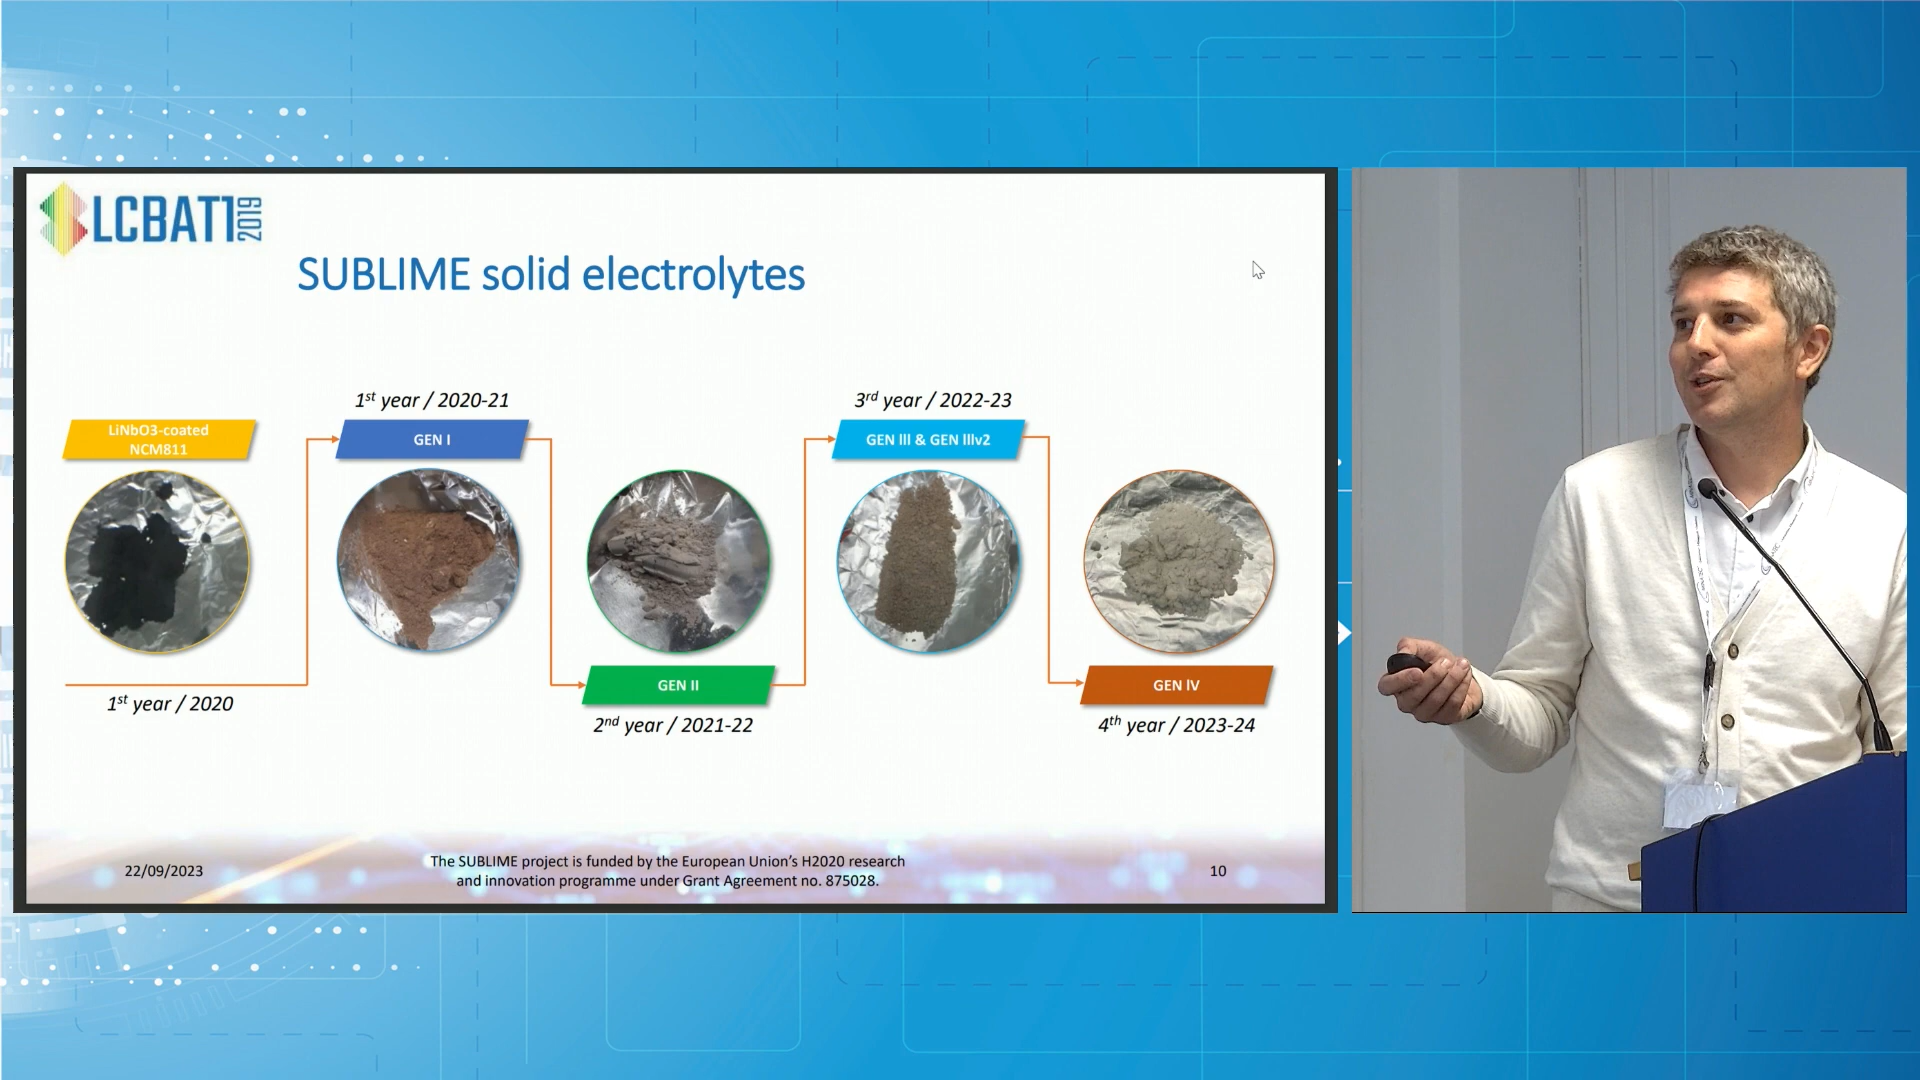 LCBAT1 2019
SUBLIME solid electrolytes
LiNbO3-coated
NCM811
1st year / 2020
1st year / 2020-21
GEN I
GEN II
2nd year / 2021-22
3rd year / 2022-23
GEN III & GEN IIIv2
GEN IV
4th year / 2023-24
22/09/2023
The SUBLIME project is funded by the European Union's H2020 research
and innovation programme under Grant Agreement no. 875028.
10